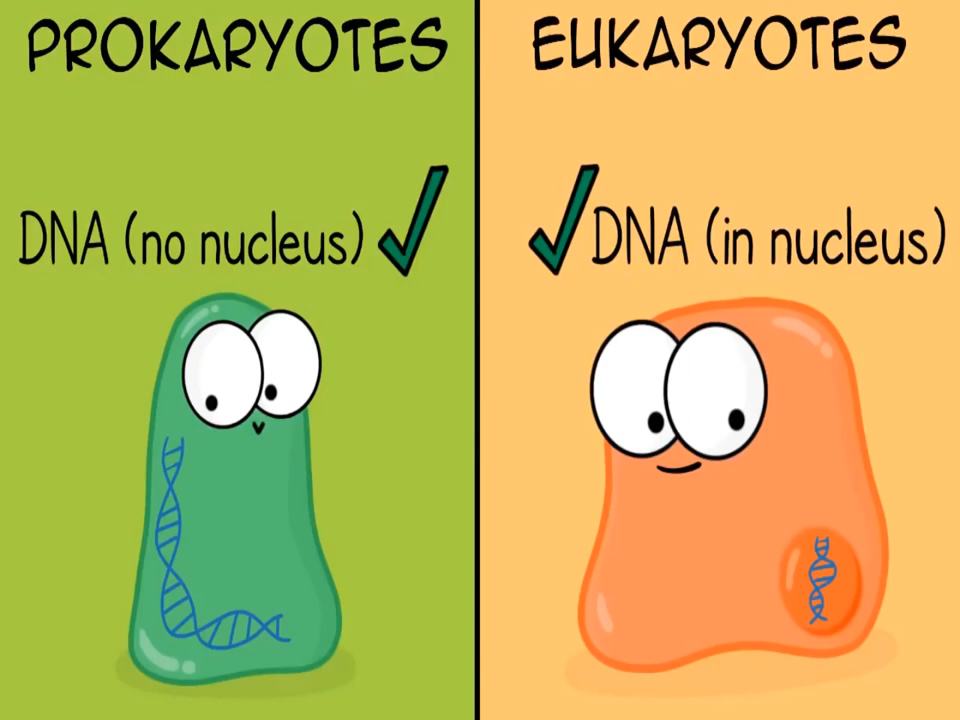 PROKARYOTES
DNA (no nucleus)
EUKARYOTES
DNA (in nucleus)